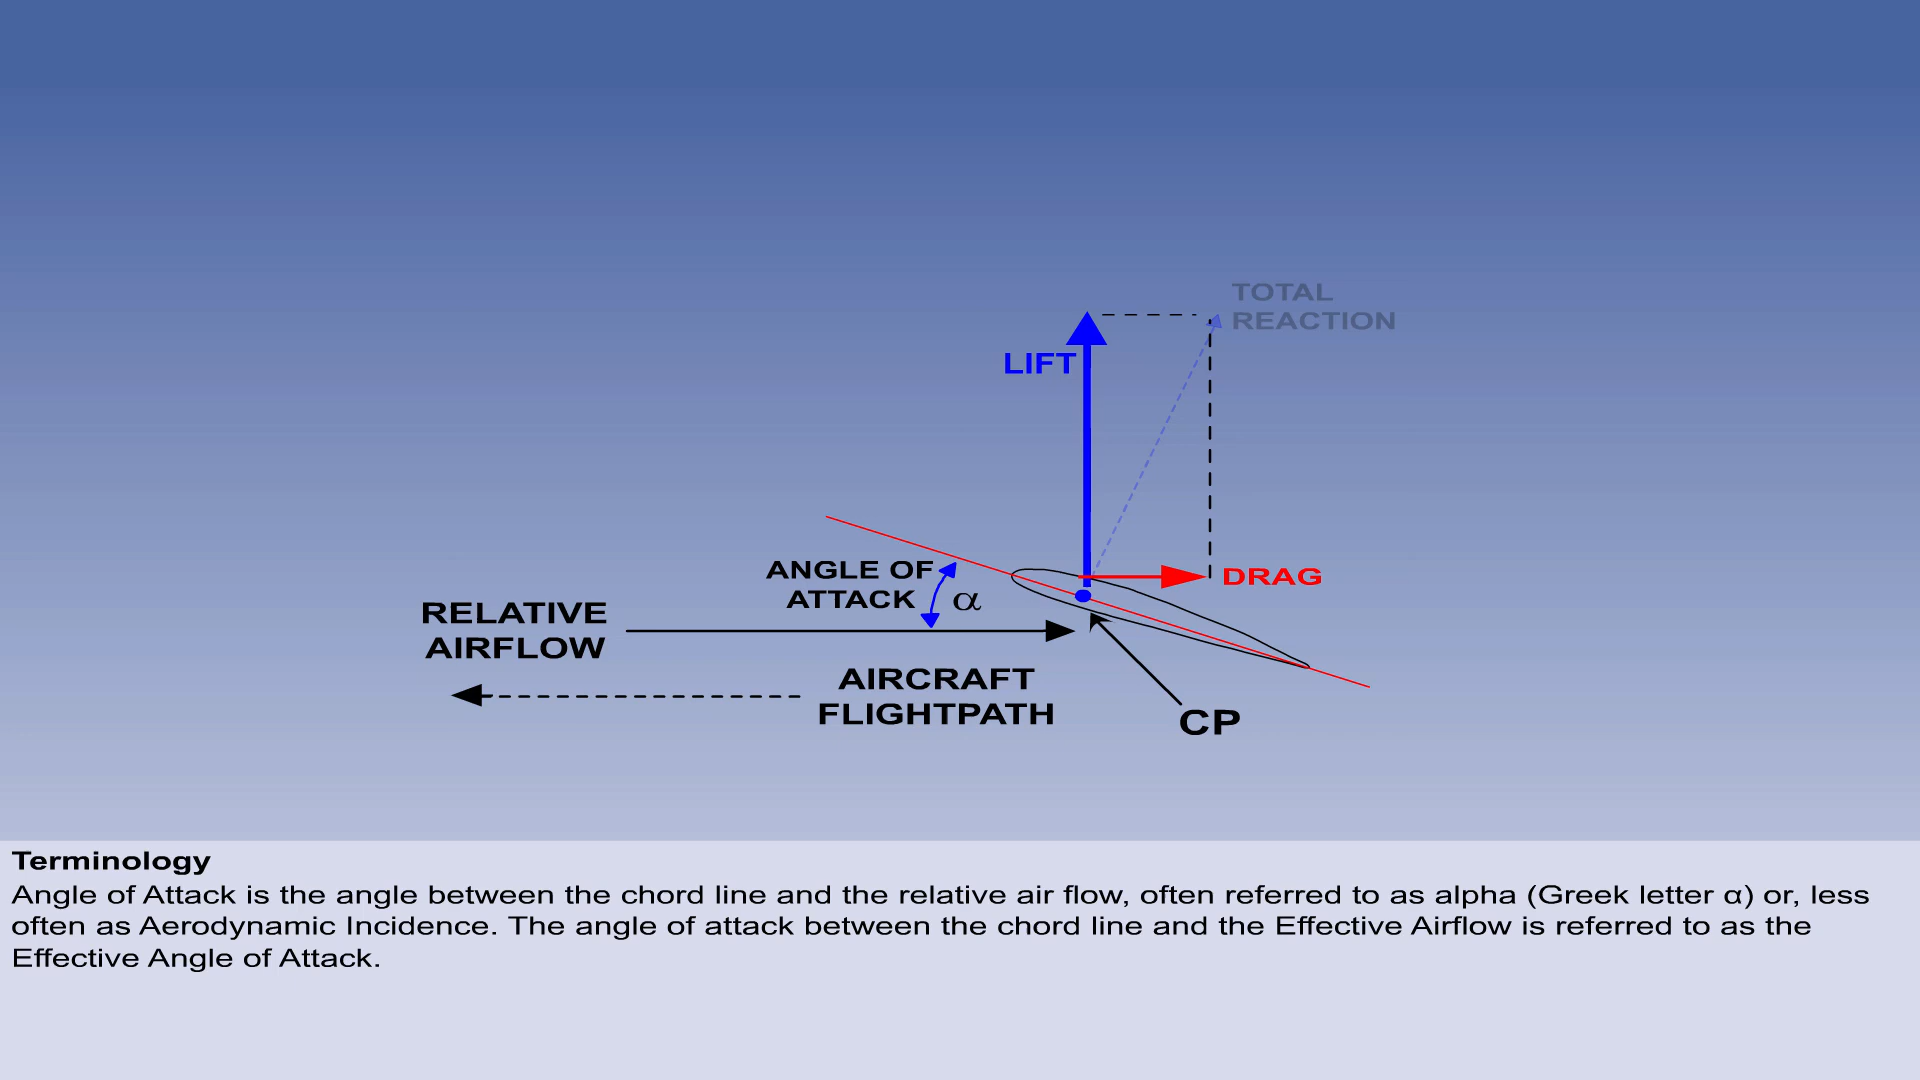 TOTAL
REACTION
LIFT
DRAG
ANGLE OF
ATTACK
α
RELATIVE
AIRFLOW
AIRCRAFT
FLIGHTPATH
CP
Terminology
Angle of Attack is the angle between the chord line and the relative air flow, often referred to as alpha (Greek letter α) or, less
often as Aerodynamic Incidence. The angle of attack between the chord line and the Effective Airflow is referred to as the
Effective Angle of Attack.